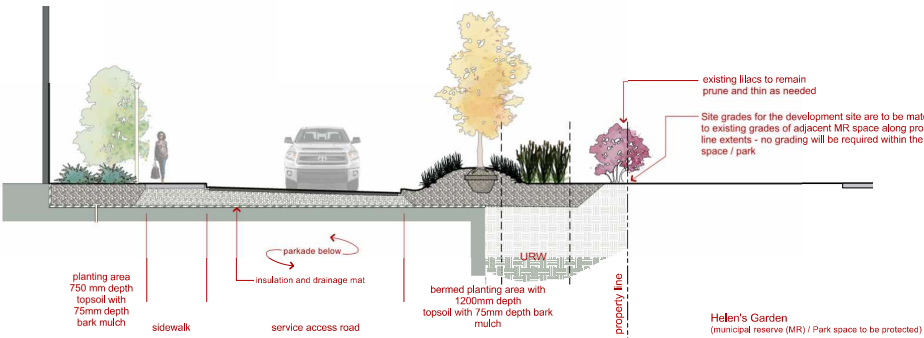 existing lilacs to remain
prune and thin as needed
Site grades for the development site are to be mat
to existing grades of adjacent MR space along pro
line extents - no grading will be required within the
space / park
parkade below
insulation and drainage mat
URW
planting area
750 mm depth
topsoil with
75mm depth
bark mulch
sidewalk
service access road
bermed planting area with
1200mm depth
topsoil with 75mm depth bark
mulch
property line
Helen's Garden
(municipal reserve (MR) / Park space to be protected)